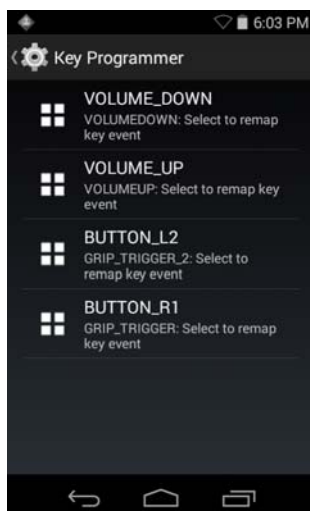 6:03 PM
Key Programmer
VOLUME_DOWN
VOLUMEDOWN: Select to remap
key event
VOLUME_UP
VOLUMEUP: Select to remap key
event
BUTTON_L2
GRIP_TRIGGER_2: Select to
remap key event
BUTTON_R1
GRIP_TRIGGER: Select to remap
key event